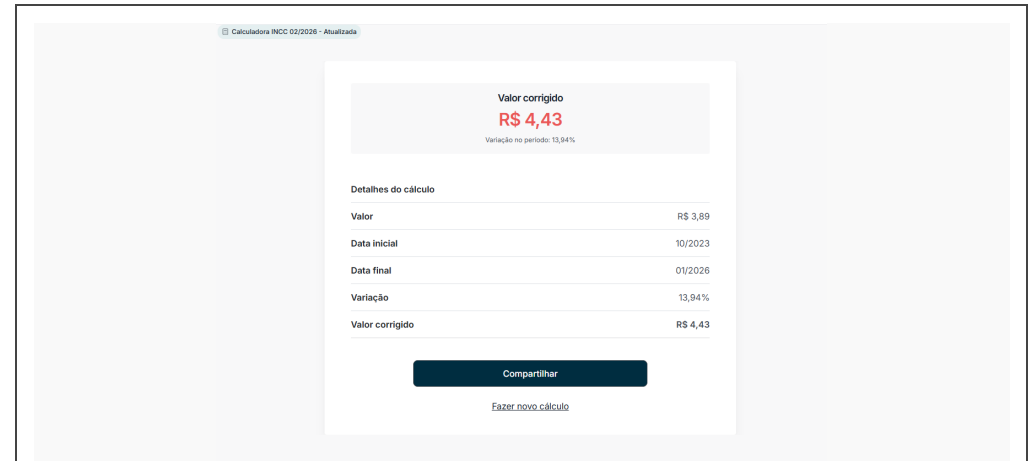 Calculadora INCC 02/2026 - Atualizada
Valor corrigido
R$ 4,43
Variação no período: 13,94%
Detalhes do cálculo
Valor R$ 3,89
Data inicial 10/2023
Data final 01/2026
Variação 13,94%
Valor corrigido R$ 4,43
Compartilhar
Fazer novo cálculo